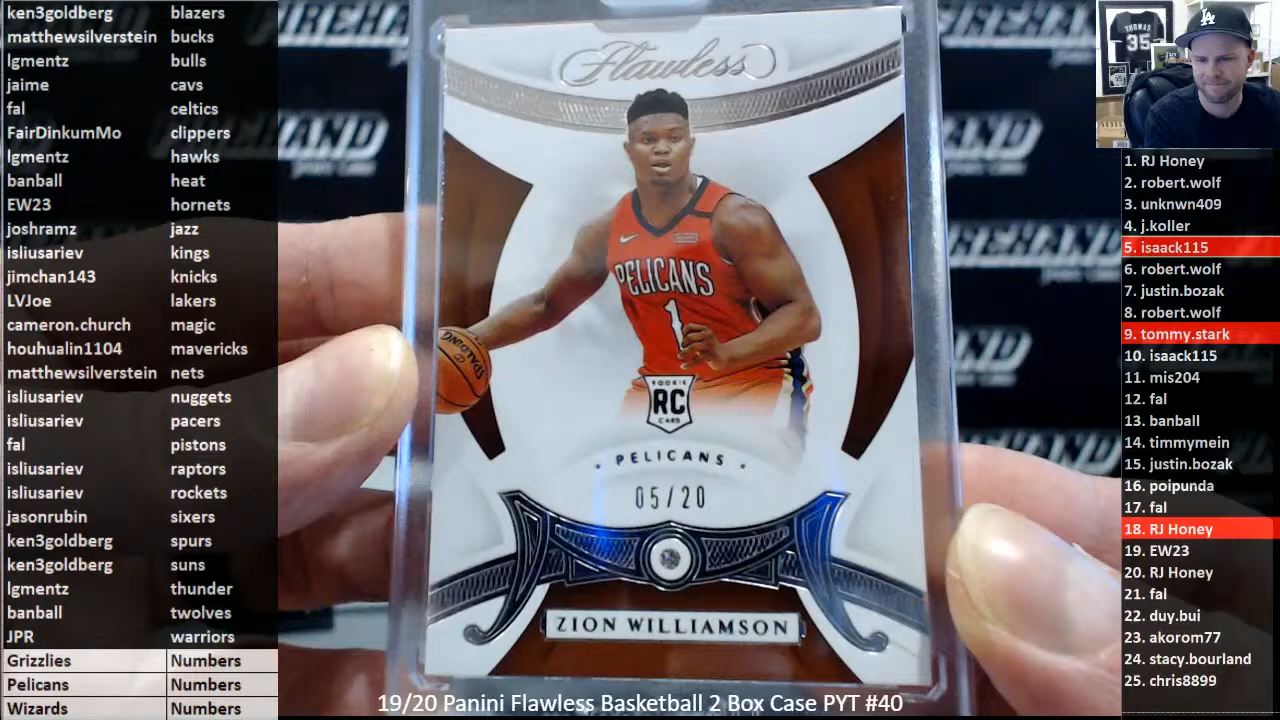 ken3goldberg blazers
matthewsilverstein bucks
lgmentz bulls
jaime cavs
fal celtics
FairDinkumMo clippers
lgmentz hawks
banball heat
EW23 hornets
joshramz jazz
isliusariev kings
jimchan143 knicks
LVJoe lakers
cameron.church magic
houhualin1104 mavericks
matthewsilverstein nets
isliusariev nuggets
isliusariev pacers
fal pistons
isliusariev raptors
isliusariev rockets
jasonrubin sixers
ken3goldberg spurs
ken3goldberg suns
lgmentz thunder
banball twolves
JPR warriors
Grizzlies Numbers
Pelicans Numbers
Wizards Numbers
Flawless
PELICANS
1
SPALDING
ROOKIE
RC
CARD
PELICANS
05/20
ZION WILLIAMSON
19/20 Panini Flawless Basketball 2 Box Case PYT #40
THOMAS
35
LA
1. RJ Honey
2. robert.wolf
3. unknwn409
4. j.koller
5. isaack115
6. robert.wolf
7. justin.bozak
8. robert.wolf
9. tommy.stark
10. isaack115
11. mis204
12. fal
13. banball
14. timmymein
15. justin.bozak
16. poipunda
17. fal
18. RJ Honey
19. EW23
20. RJ Honey
21. fal
22. duy.bui
23. akorom77
24. stacy.bourland
25. chris8899